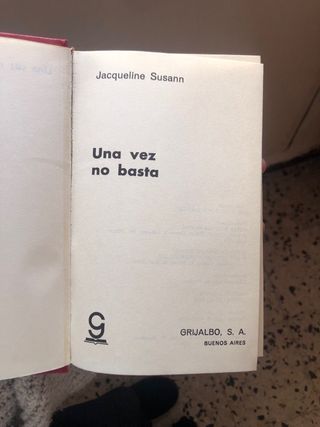 Jacqueline Susann
Una vez
no basta
g
GRIJALBO, S. A.
BUENOS AIRES